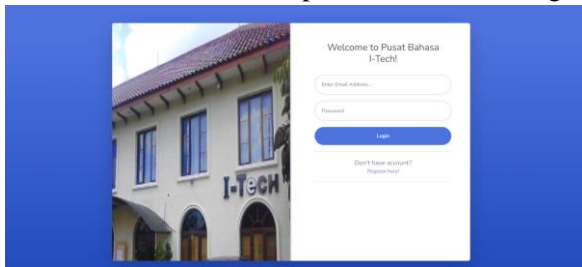 Welcome to Pusat Bahasa
I-Tech!
Enter Email Address...
Password
Login
Don't have account?
Register here!
I-TeCH